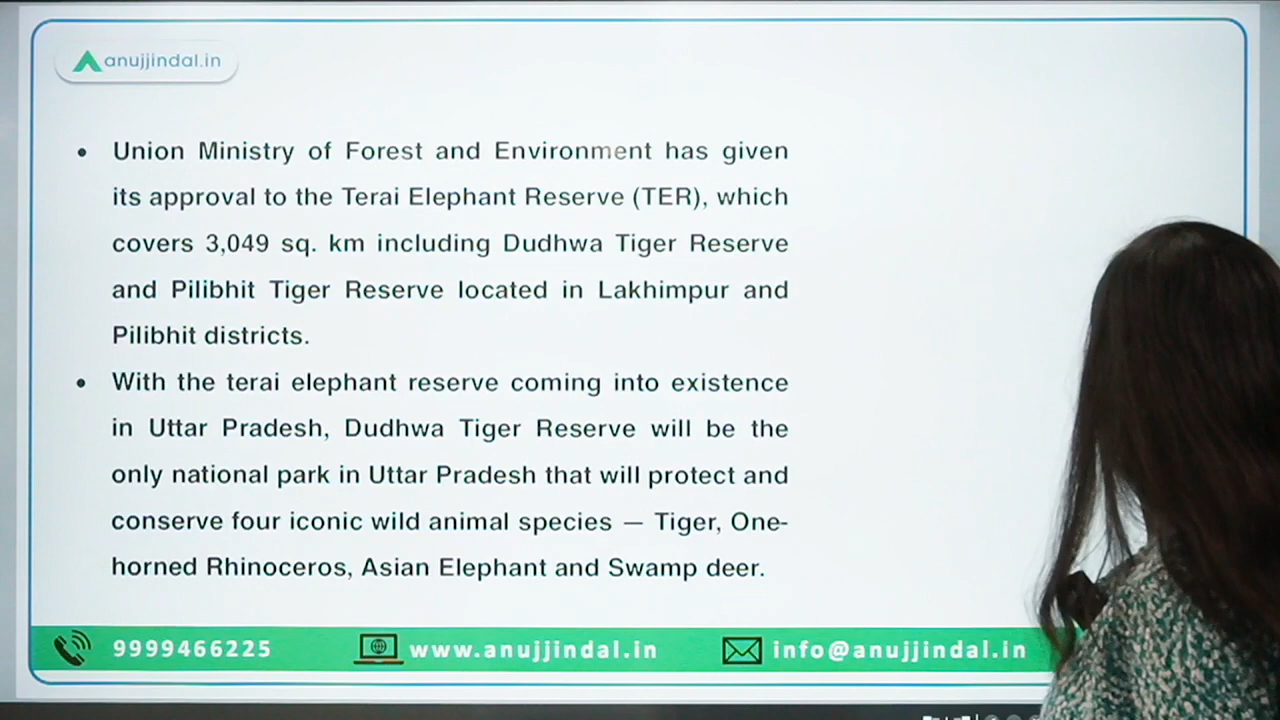 anujjindal.in
• Union Ministry of Forest and Environment has given
its approval to the Terai Elephant Reserve (TER), which
covers 3,049 sq. km including Dudhwa Tiger Reserve
and Pilibhit Tiger Reserve located in Lakhimpur and
Pilibhit districts.
• With the terai elephant reserve coming into existence
in Uttar Pradesh, Dudhwa Tiger Reserve will be the
only national park in Uttar Pradesh that will protect and
conserve four iconic wild animal species — Tiger, One-
horned Rhinoceros, Asian Elephant and Swamp deer.
9999466225 www.anujjindal.in info@anujjindal.in